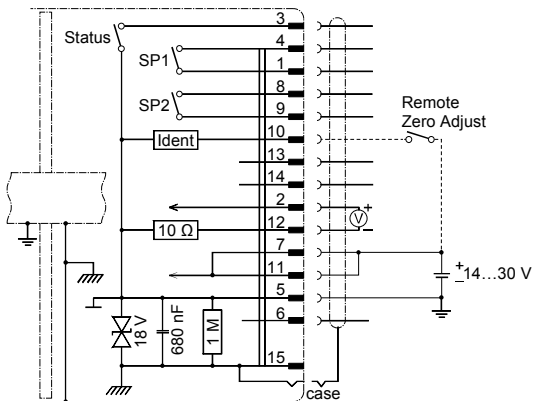 Status
3
4
SP1
1
8
SP2
9
Remote
Zero Adjust
Ident
10
13
14
2
V
+
–
10 Ω
12
7
11
+
–
14...30 V
5
18 V
680 nF
1 M
6
15
case